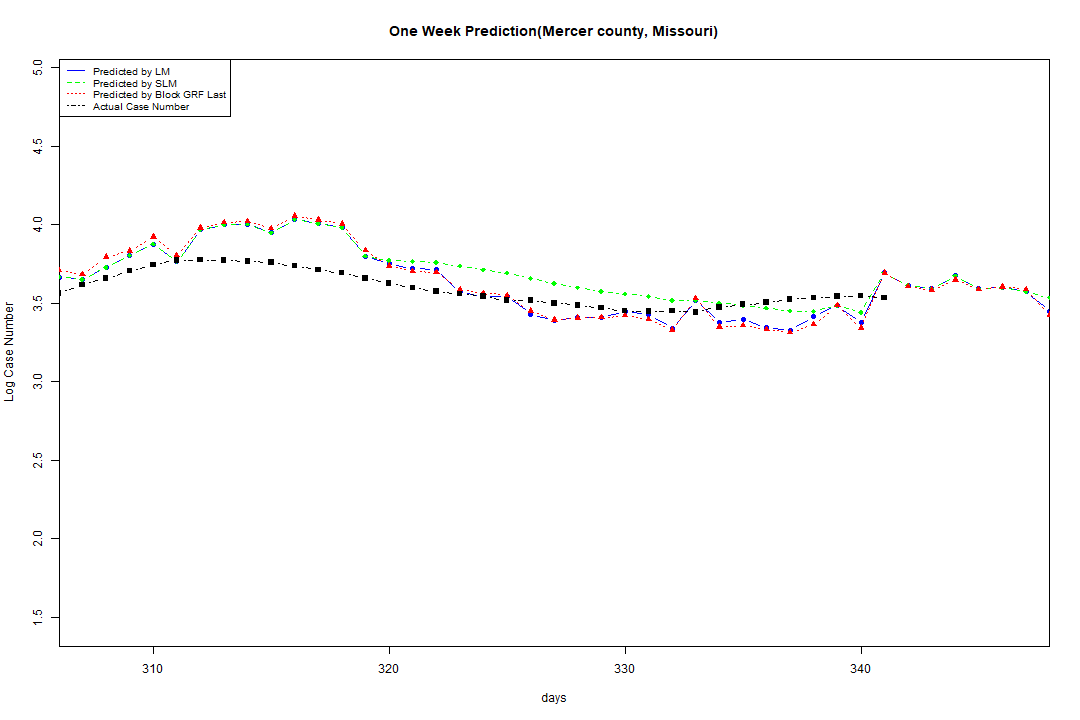 One Week Prediction(Mercer county, Missouri)
Predicted by LM
Predicted by SLM
Predicted by Block GRF Last
Actual Case Number
5.0
4.5
4.0
3.5
3.0
2.5
2.0
1.5
Log Case Number
310 320 330 340
days